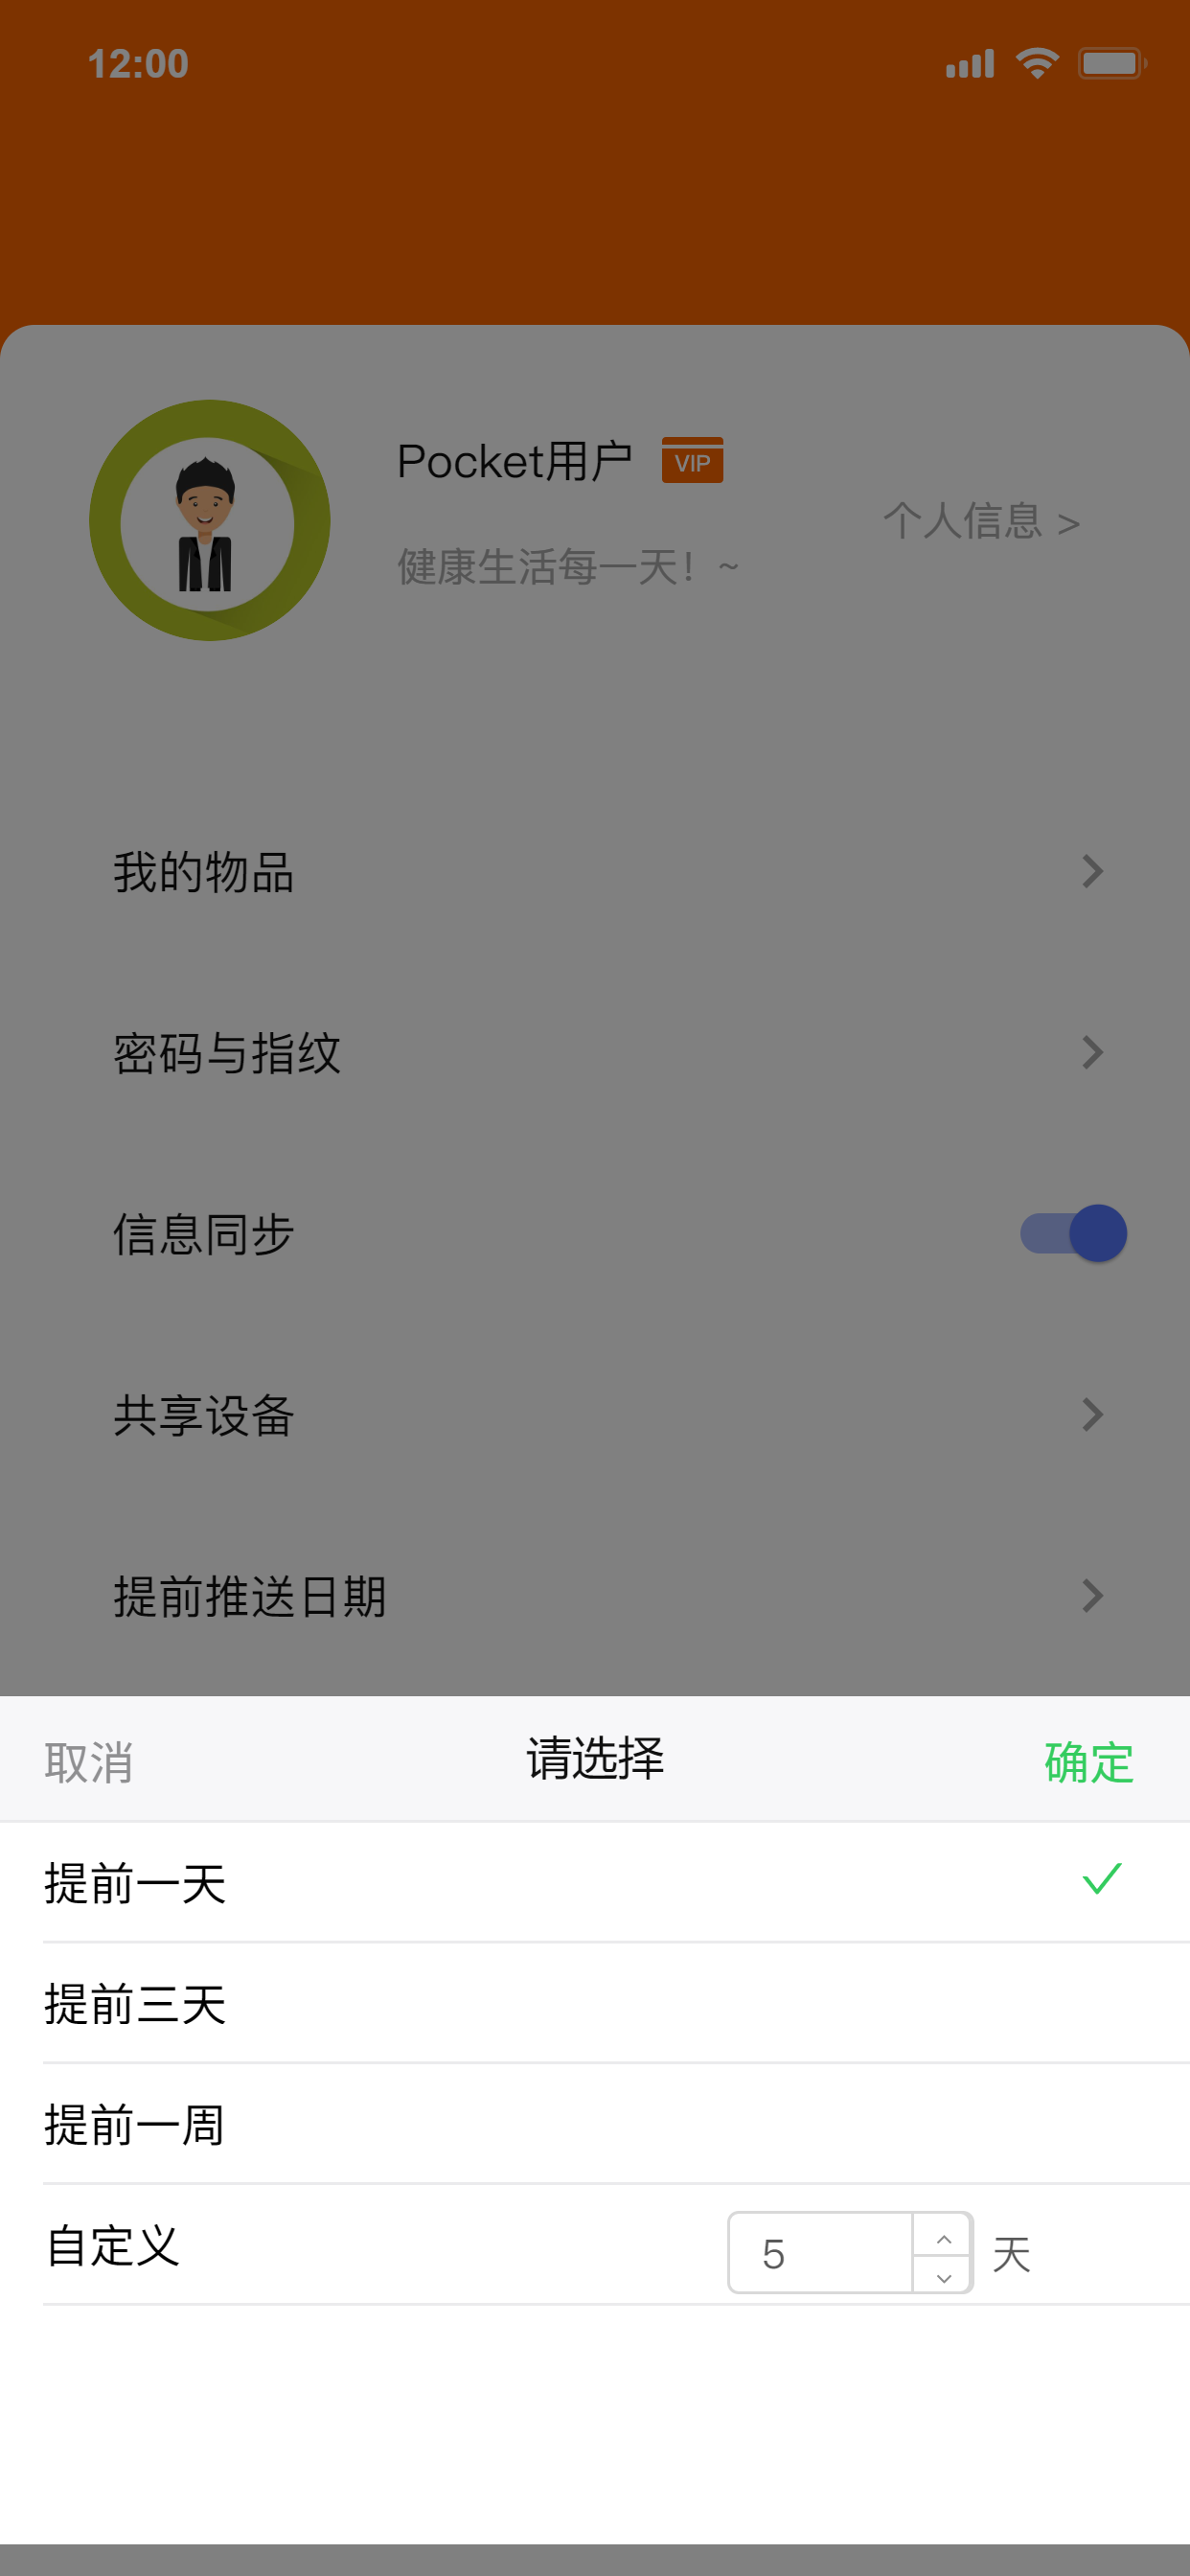 12:00
Pocket用户 VIP
健康生活每一天！~
个人信息 >
我的物品
密码与指纹
信息同步
共享设备
提前推送日期
取消 请选择 确定
提前一天
提前三天
提前一周
自定义 5 天